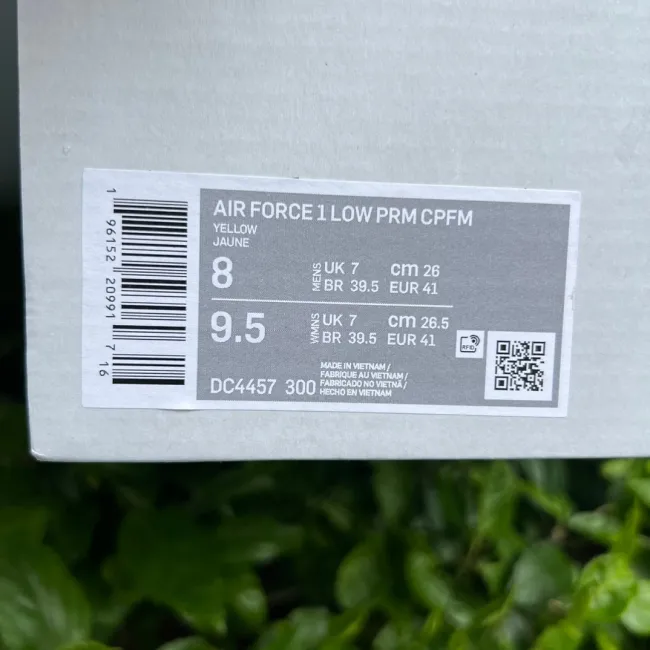 1 96152 20991 7 16
AIR FORCE 1 LOW PRM CPFM
YELLOW
JAUNE
8 MENS UK 7 cm 26
BR 39.5 EUR 41
9.5 WMNS UK 7 cm 26.5
BR 39.5 EUR 41
RFID
MADE IN VIETNAM /
FABRIQUE AU VIETNAM /
FABRICADO NO VIETNÃ /
HECHO EN VIETNAM
DC4457 300